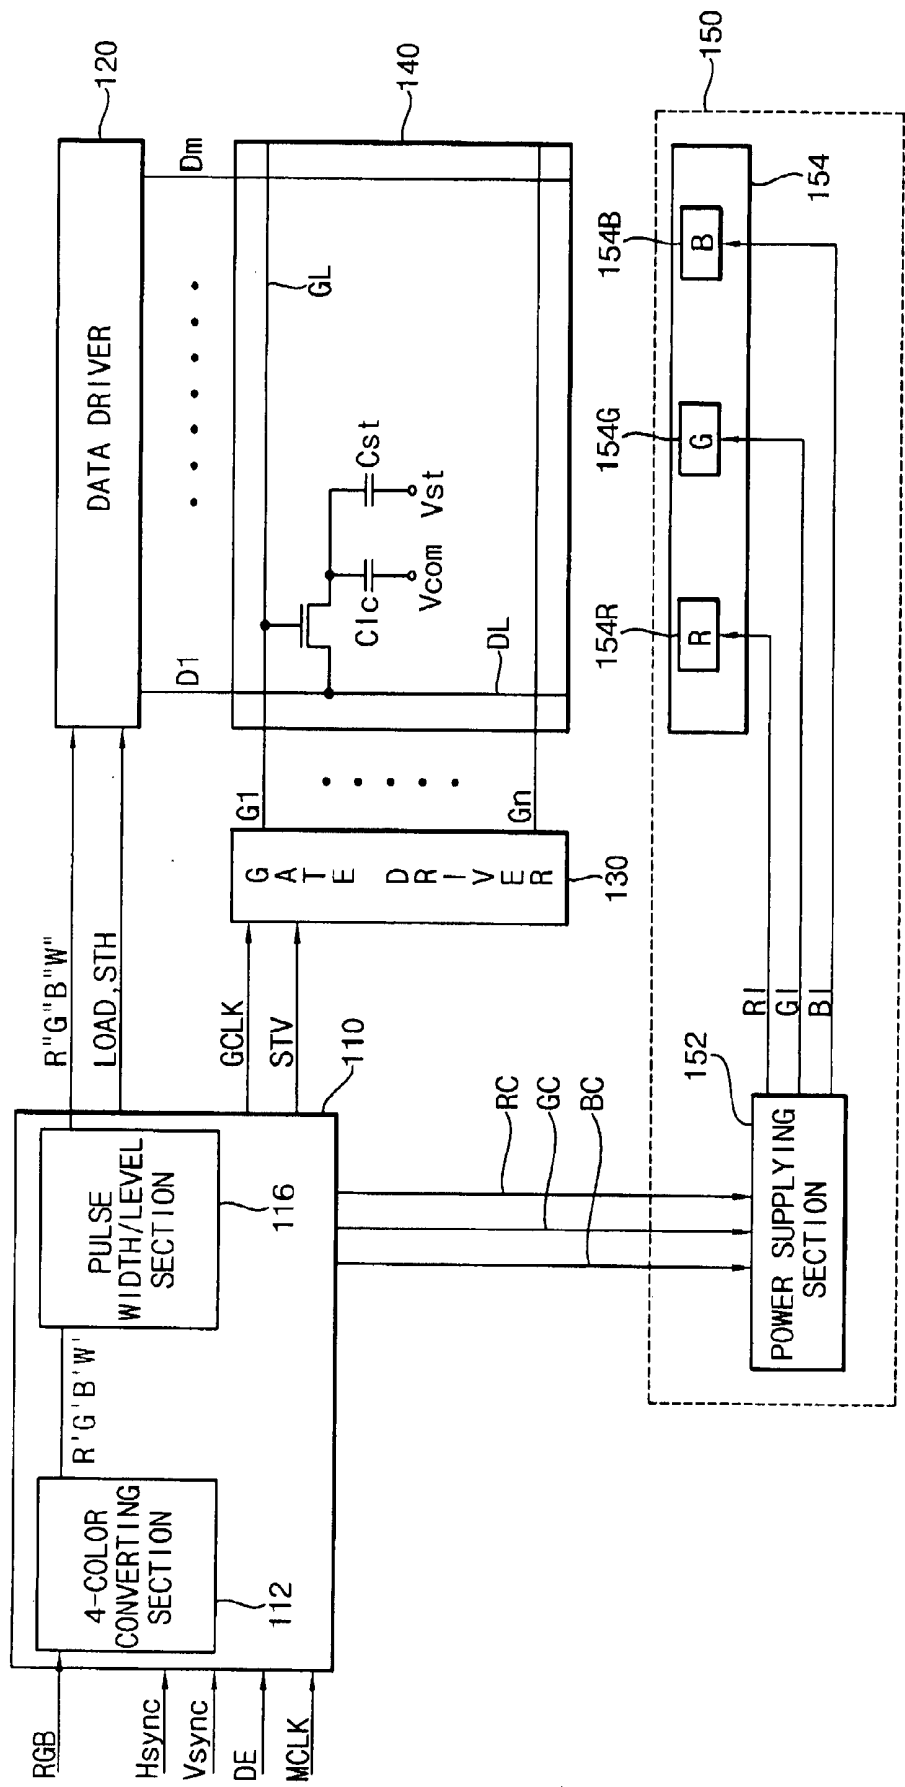 120
140
150
DATA DRIVER
D1
Dm
GL
Clc
Cst
Vcom
Vst
DL
R"G"B"W"
LOAD,STH
G1
Gn
GATE DRIVER
130
GCLK
STV
110
PULSE
WIDTH/LEVEL
SECTION
116
R'G'B'W'
4-COLOR
CONVERTING
SECTION
112
RGB
Hsync
Vsync
DE
MCLK
RC
GC
BC
152
POWER SUPPLYING
SECTION
RI
GI
BI
154R
154G
154B
R
G
B
154